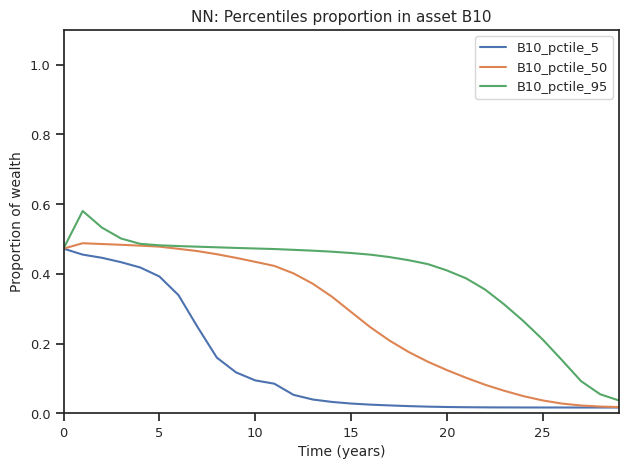 NN: Percentiles proportion in asset B10
B10_pctile_5
B10_pctile_50
B10_pctile_95
Proportion of wealth
1.0
0.8
0.6
0.4
0.2
0.0
0 5 10 15 20 25
Time (years)